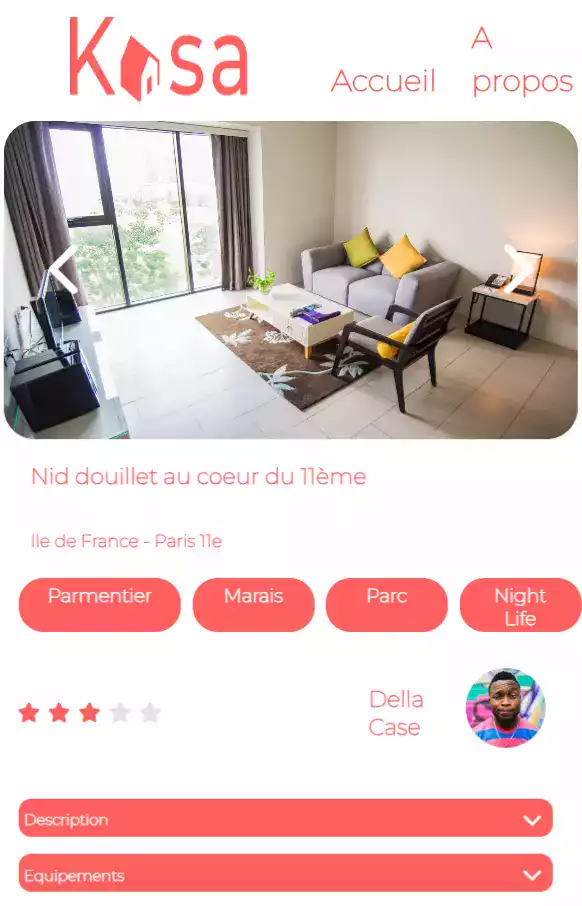 Kasa
Accueil
A
propos
Nid douillet au coeur du 11ème
Ile de France - Paris 11e
Parmentier
Marais
Parc
Night
Life
Della
Case
Description
Equipements